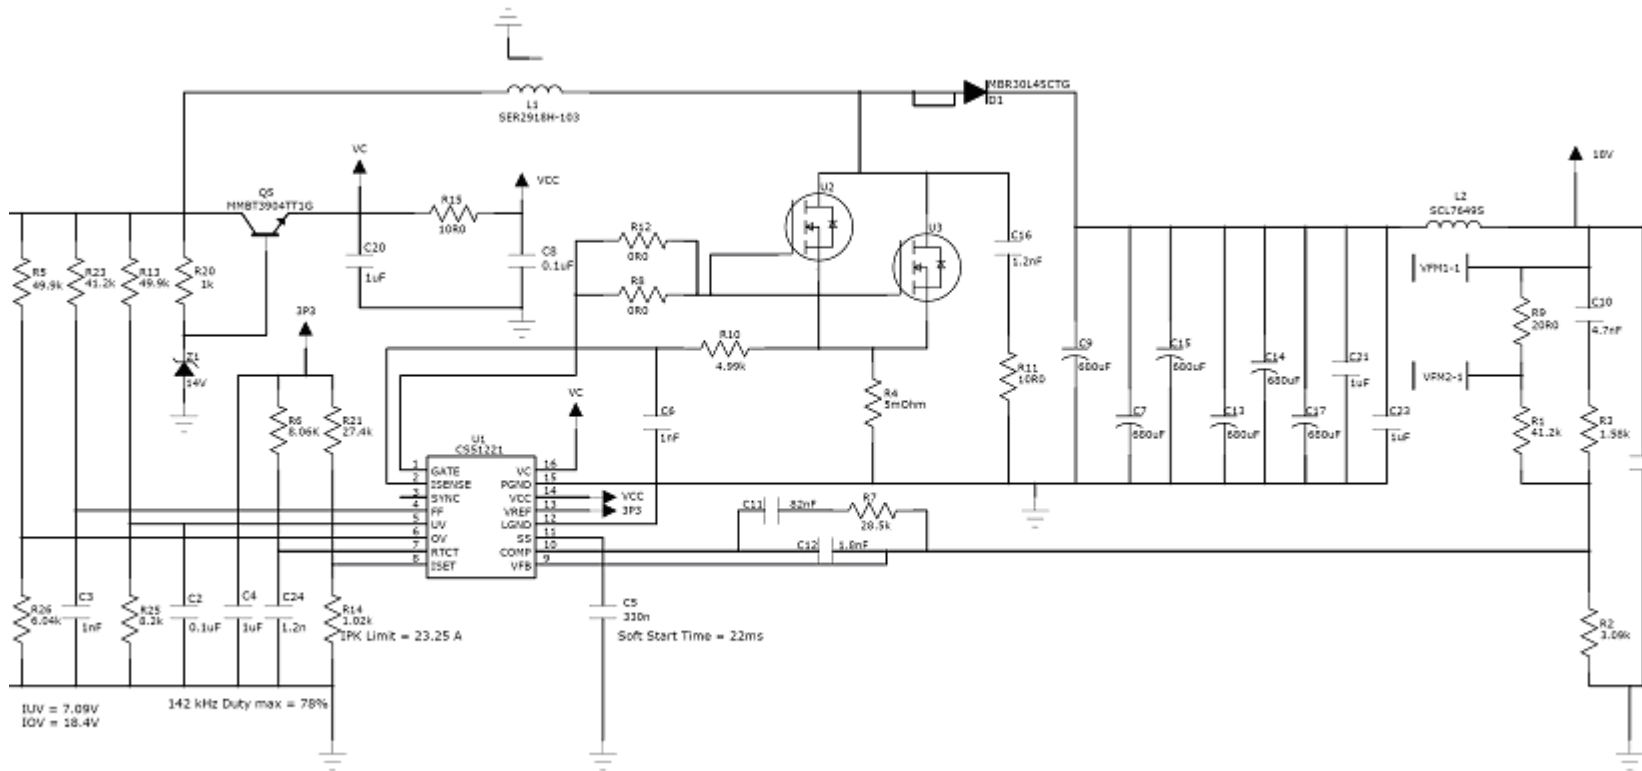 L1
SER2918H-103
MBR30L45CTG
D1
VC
VCC
Q5
MMBT3904TT1G
R15
10R0
C20
1uF
C8
0.1uF
R12
0R0
R8
0R0
U2
U3
C16
1.2nF
R11
10R0
18V
L2
SCL7649S
VFM1-1
VFM2-1
R9
20R0
C10
4.7nF
R5
49.9k
R23
41.2k
R13
49.9k
R20
1k
3P3
Z1
14V
R6
8.06K
R21
27.4k
R10
4.99k
R4
5mOhm
C6
1nF
VC
C9
680uF
C15
680uF
C14
680uF
C21
1uF
C7
680uF
C13
680uF
C17
680uF
C23
1uF
R1
41.2k
R3
1.58k
U1
CS51221
1 GATE VC 16
2 ISENSE PGND 15
3 SYNC VCC 14 VCC
4 FF VREF 13 3P3
5 UV LGND 12
6 OV SS 11
7 RTCT COMP 10
8 ISET VFB 9
C11 82nF R7
28.5k
C12 1.8nF
R26
6.04k
C3
1nF
R25
8.2k
C2
0.1uF
C4
1uF
C24
1.2n
R14
1.02k
IPK Limit = 23.25 A
C5
330n
Soft Start Time = 22ms
R2
3.09k
IUV = 7.09V
IOV = 18.4V
142 kHz Duty max = 78%